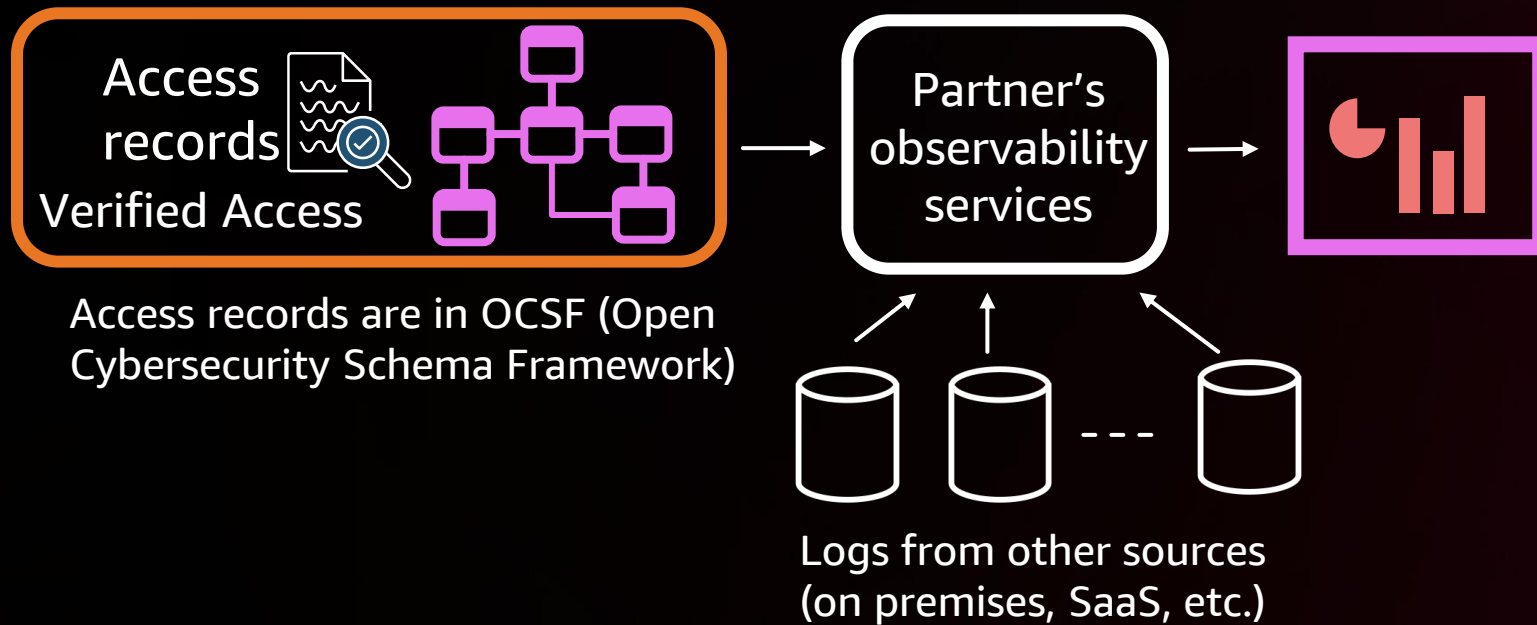 Access
records
Verified Access
Partner’s
observability
services
Access records are in OCSF (Open
Cybersecurity Schema Framework)
Logs from other sources
(on premises, SaaS, etc.)